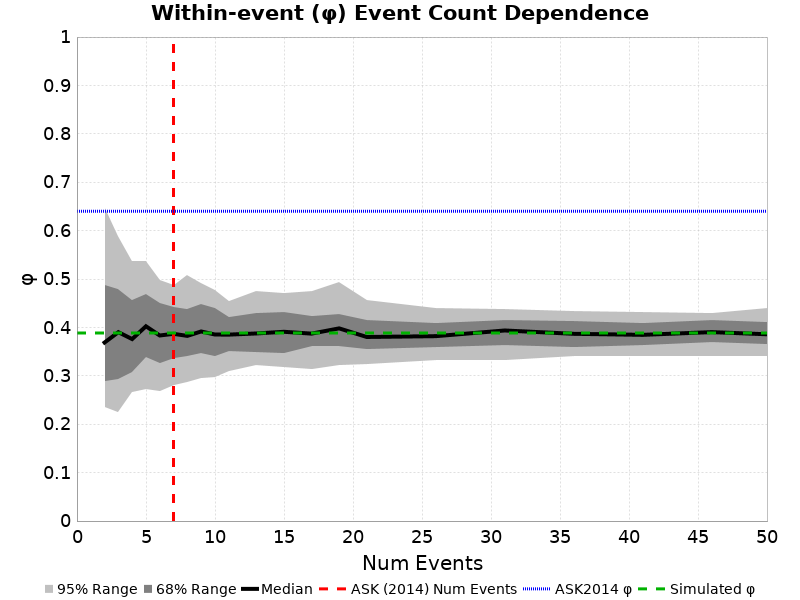 Within-event (φ) Event Count Dependence
1
0.9
0.8
0.7
0.6
0.5
0.4
0.3
0.2
0.1
0
φ
0 5 10 15 20 25 30 35 40 45 50
Num Events
95% Range 68% Range Median ASK (2014) Num Events ASK2014 φ Simulated φ